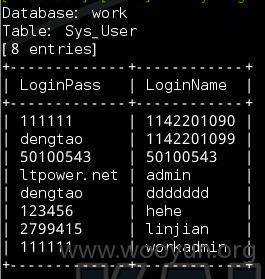 Database: work
Table: Sys_User
[8 entries]
+-------------+------------+
| LoginPass | LoginName |
+-------------+------------+
| 111111 | 1142201090 |
| dengtao | 1142201099 |
| 50100543 | 50100543 |
| ltpower.net | admin |
| dengtao | ddddddd |
| 123456 | hehe |
| 2799415 | linjian |
| 111111 | workadmin |
+-------------+------------+
www.wooyun.org